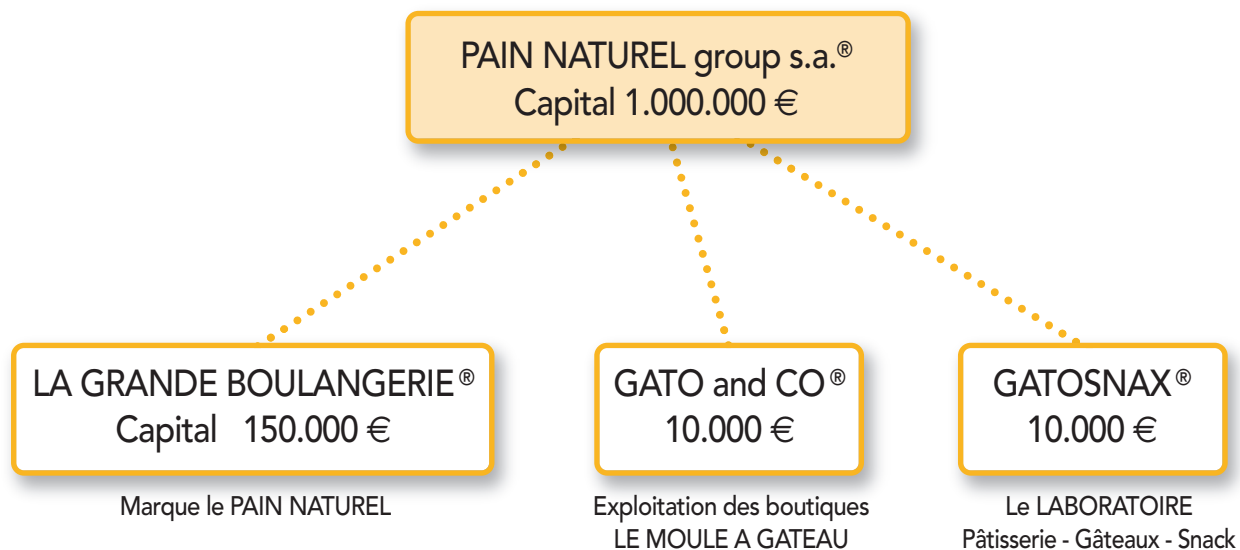 PAIN NATUREL group s.a.®
Capital 1.000.000 €
LA GRANDE BOULANGERIE®
Capital 150.000 €
Marque le PAIN NATUREL
GATO and CO®
10.000 €
Exploitation des boutiques
LE MOULE A GATEAU
GATOSNAX®
10.000 €
Le LABORATOIRE
Pâtisserie - Gâteaux - Snack